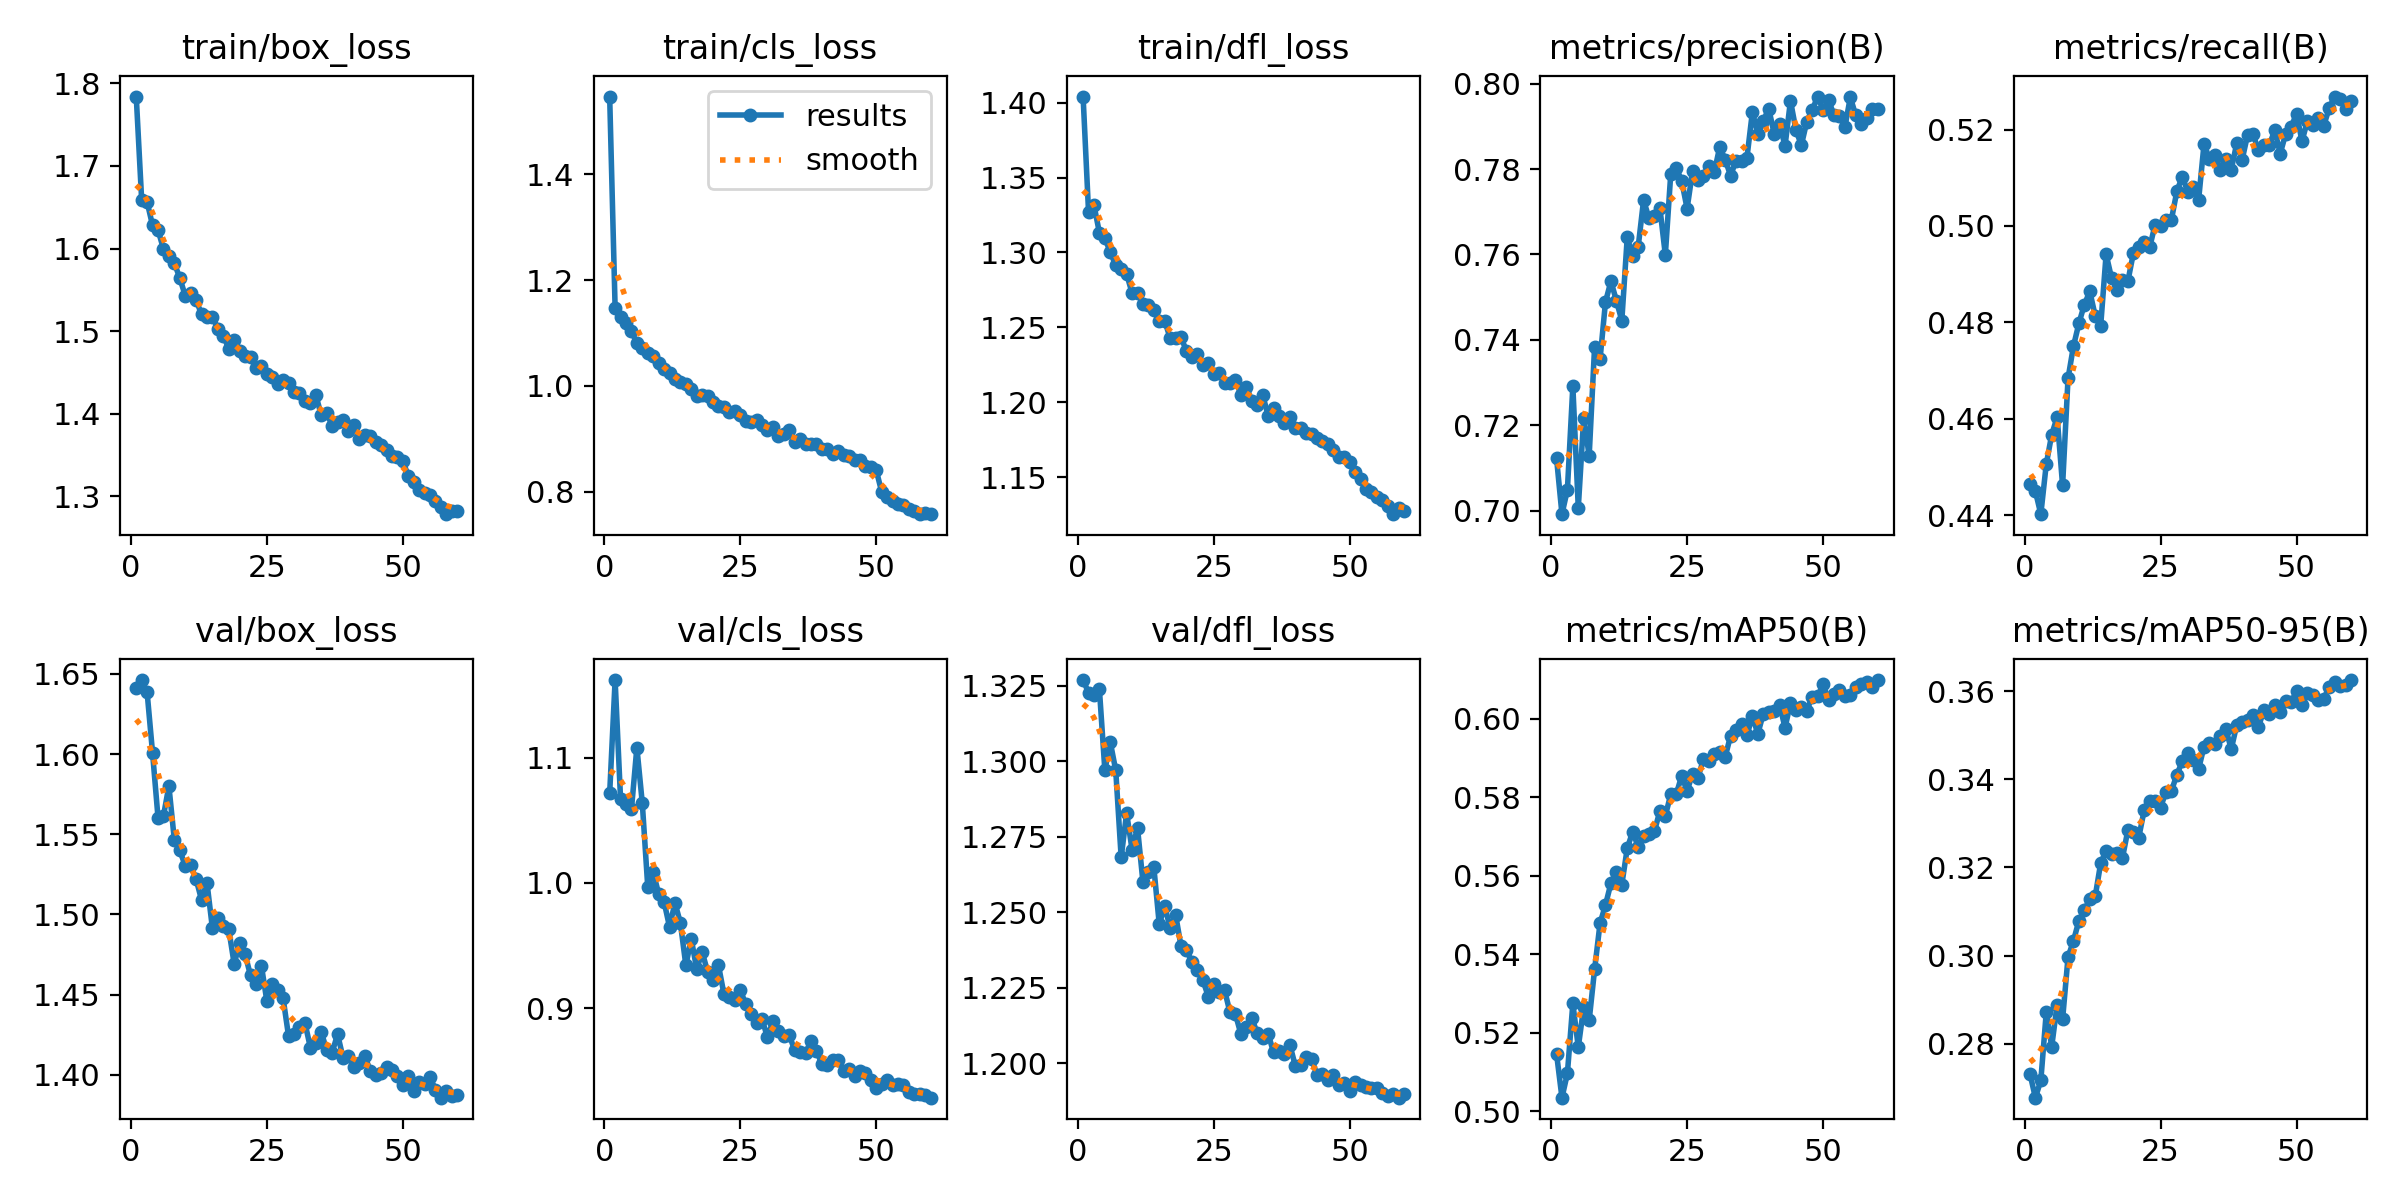 train/box_loss
1.8
1.7
1.6
1.5
1.4
1.3
0 25 50
train/cls_loss
results
smooth
1.4
1.2
1.0
0.8
0 25 50
train/dfl_loss
1.40
1.35
1.30
1.25
1.20
1.15
0 25 50
metrics/precision(B)
0.80
0.78
0.76
0.74
0.72
0.70
0 25 50
metrics/recall(B)
0.52
0.50
0.48
0.46
0.44
0 25 50
val/box_loss
1.65
1.60
1.55
1.50
1.45
1.40
0 25 50
val/cls_loss
1.1
1.0
0.9
0 25 50
val/dfl_loss
1.325
1.300
1.275
1.250
1.225
1.200
0 25 50
metrics/mAP50(B)
0.60
0.58
0.56
0.54
0.52
0.50
0 25 50
metrics/mAP50-95(B)
0.36
0.34
0.32
0.30
0.28
0 25 50